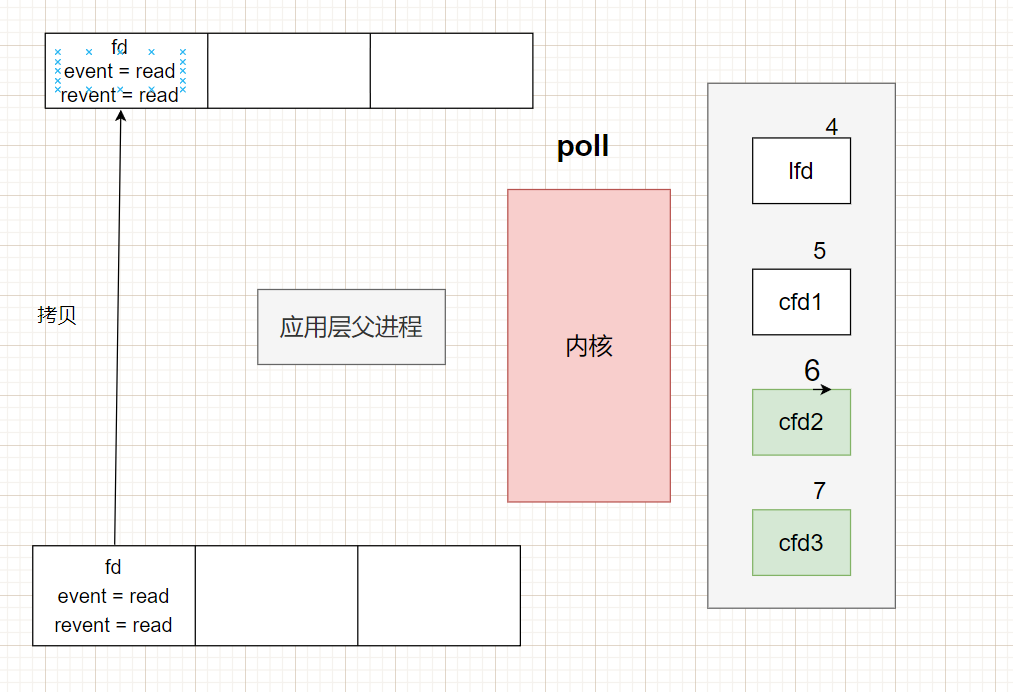 fd
event = read
revent = read
poll
4
lfd
5
cfd1
拷贝
应用层父进程
内核
6
cfd2
7
cfd3
fd
event = read
revent = read